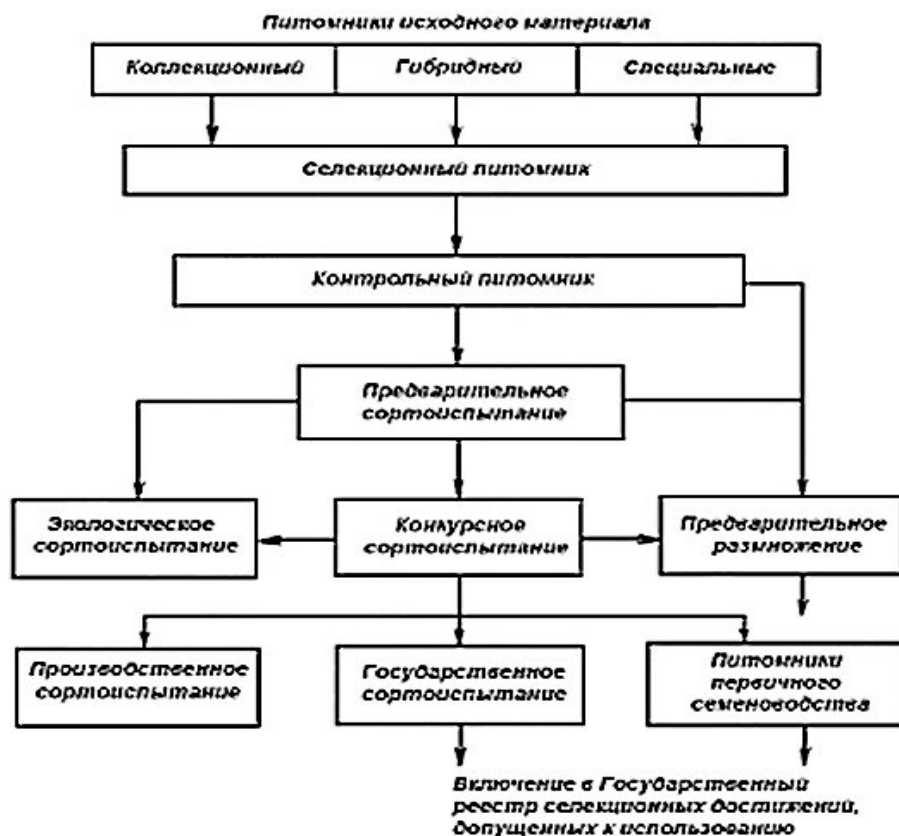 Питомники исходного материала
Коллекционный
Гибридный
Специальные
Селекционный питомник
Контрольный питомник
Предварительное
сортоиспытание
Экологическое
сортоиспытание
Конкурсное
сортоиспытание
Предварительное
размножение
Производственное
сортоиспытание
Государственное
сортоиспытание
Питомники
первичного
семеноводства
Включение в Государственный
реестр селекционных достижений,
допущенных к использованию